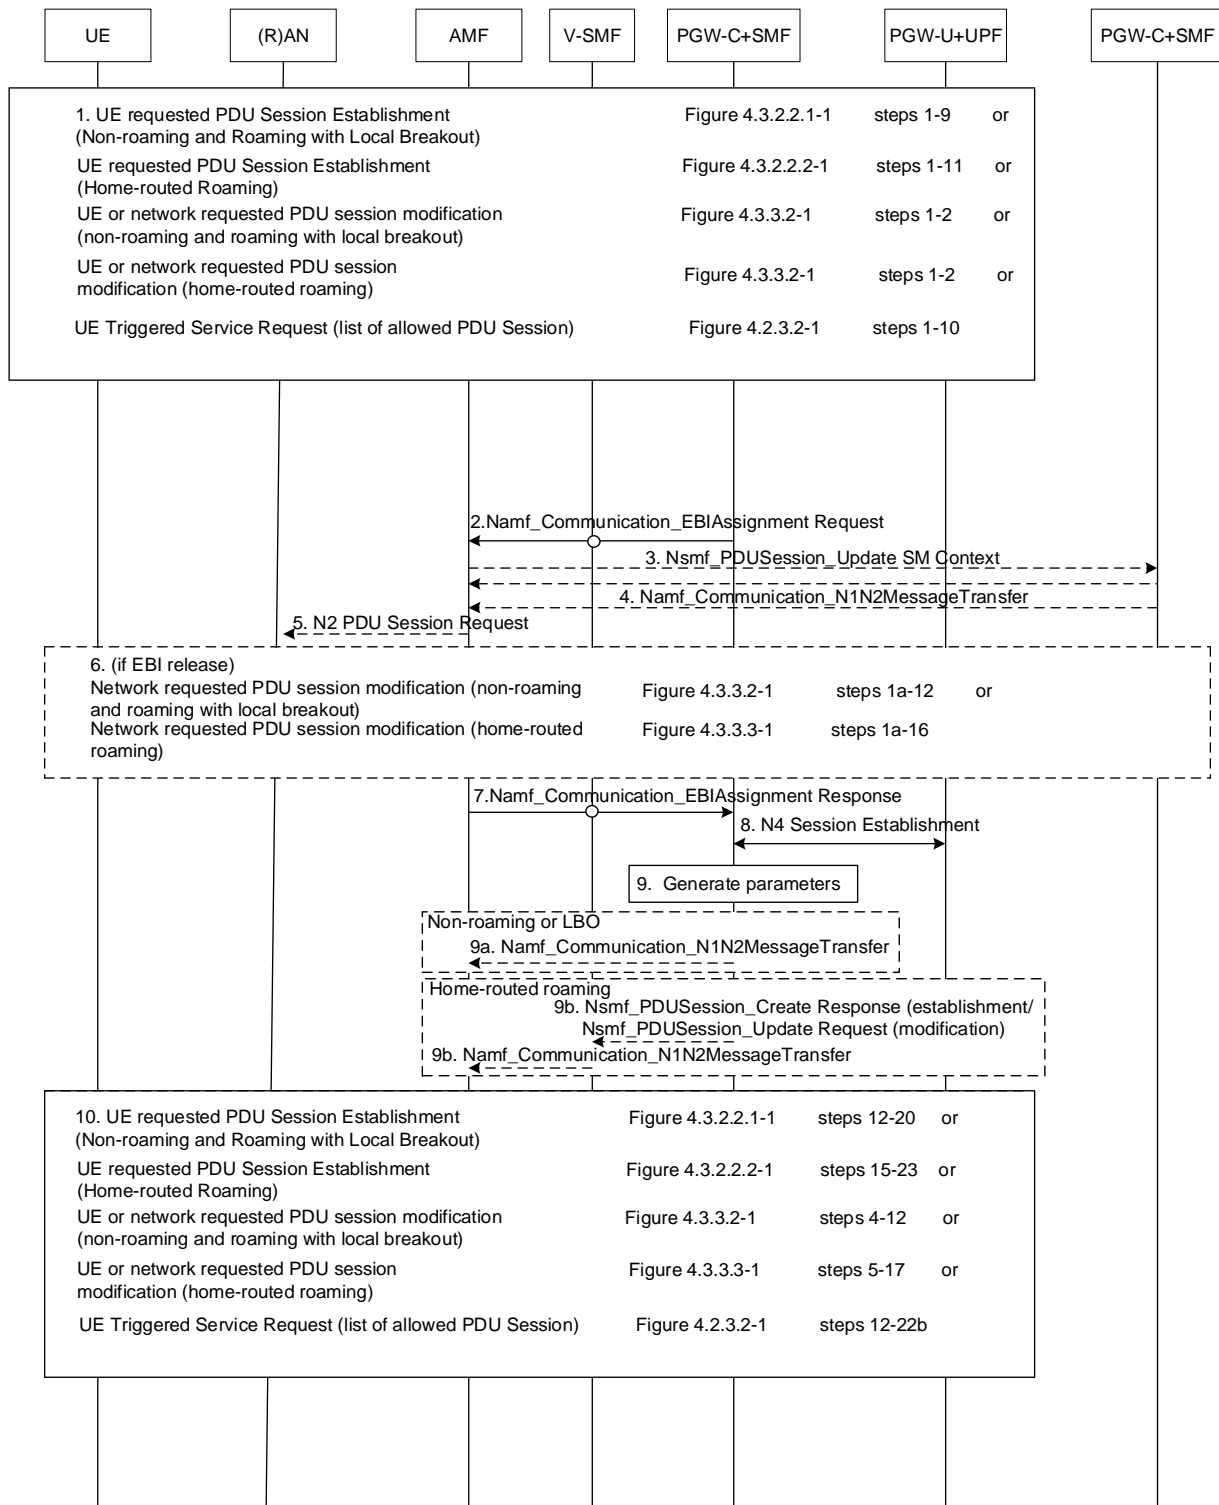 UE (R)AN AMF V-SMF PGW-C+SMF PGW-U+UPF PGW-C+SMF
1. UE requested PDU Session Establishment Figure 4.3.2.2.1-1 steps 1-9 or
(Non-roaming and Roaming with Local Breakout)
UE requested PDU Session Establishment Figure 4.3.2.2.2-1 steps 1-11 or
(Home-routed Roaming)
UE or network requested PDU session modification Figure 4.3.3.2-1 steps 1-2 or
(non-roaming and roaming with local breakout)
UE or network requested PDU session
modification (home-routed roaming) Figure 4.3.3.2-1 steps 1-2 or
UE Triggered Service Request (list of allowed PDU Session) Figure 4.2.3.2-1 steps 1-10
2.Namf_Communication_EBIAssignment Request
3. Nsmf_PDUSession_Update SM Context
4. Namf_Communication_N1N2MessageTransfer
5. N2 PDU Session Request
6. (if EBI release)
Network requested PDU session modification (non-roaming Figure 4.3.3.2-1 steps 1a-12 or
and roaming with local breakout)
Network requested PDU session modification (home-routed Figure 4.3.3.3-1 steps 1a-16
roaming)
7.Namf_Communication_EBIAssignment Response
8. N4 Session Establishment
9. Generate parameters
Non-roaming or LBO
9a. Namf_Communication_N1N2MessageTransfer
Home-routed roaming
9b. Nsmf_PDUSession_Create Response (establishment/
Nsmf_PDUSession_Update Request (modification)
9b. Namf_Communication_N1N2MessageTransfer
10. UE requested PDU Session Establishment Figure 4.3.2.2.1-1 steps 12-20 or
(Non-roaming and Roaming with Local Breakout)
UE requested PDU Session Establishment Figure 4.3.2.2.2-1 steps 15-23 or
(Home-routed Roaming)
UE or network requested PDU session modification Figure 4.3.3.2-1 steps 4-12 or
(non-roaming and roaming with local breakout)
UE or network requested PDU session Figure 4.3.3.3-1 steps 5-17 or
modification (home-routed roaming)
UE Triggered Service Request (list of allowed PDU Session) Figure 4.2.3.2-1 steps 12-22b